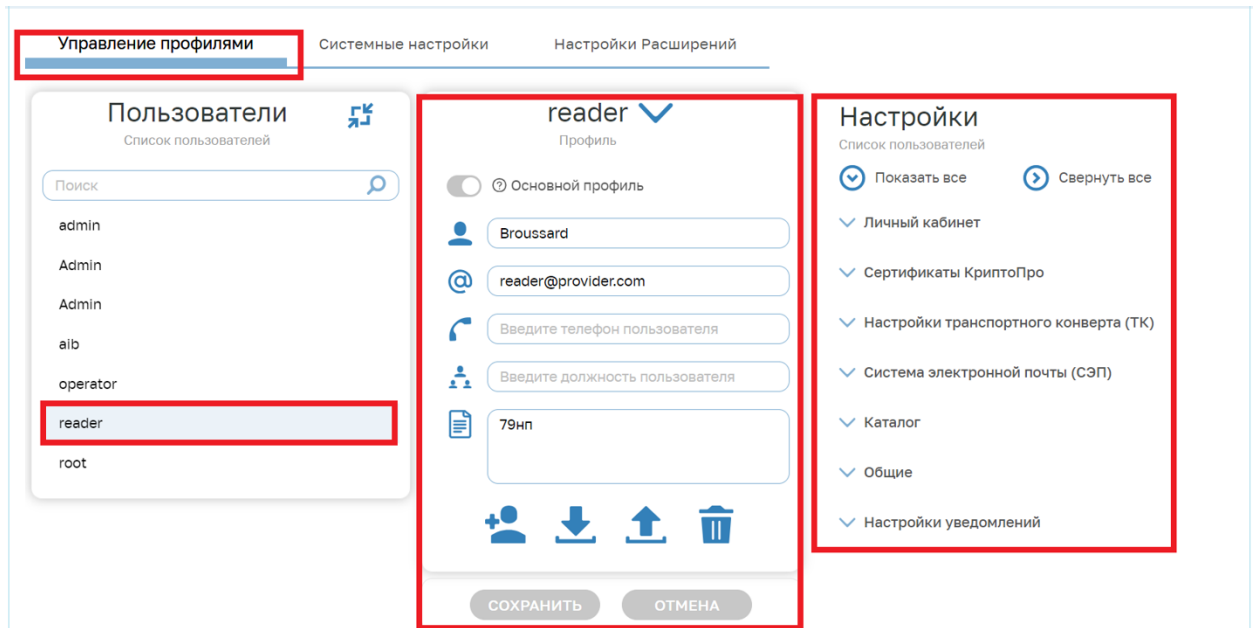 Управление профилями
Системные настройки
Настройки Расширений
Пользователи
Список пользователей
Поиск
admin
Admin
Admin
aib
operator
reader
root
reader
Профиль
Основной профиль
Broussard
reader@provider.com
Введите телефон пользователя
Введите должность пользователя
79нп
СОХРАНИТЬ
ОТМЕНА
Настройки
Список пользователей
Показать все
Свернуть все
Личный кабинет
Сертификаты КриптоПро
Настройки транспортного конверта (ТК)
Система электронной почты (СЭП)
Каталог
Общие
Настройки уведомлений